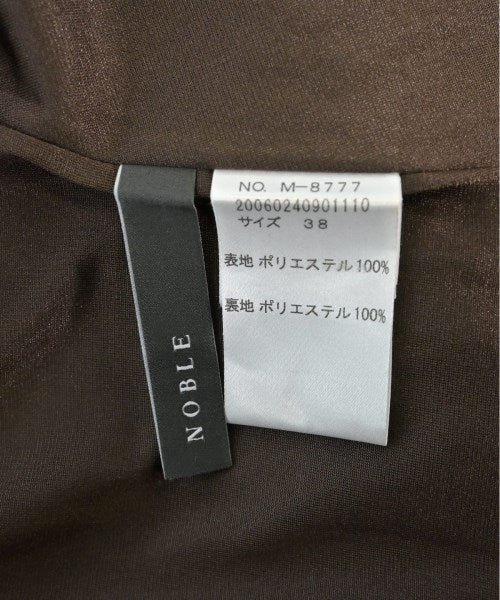 NO. M-8777
20060240901110
サイズ 38
表地 ポリエステル100%
裏地 ポリエステル100%
NOBLE